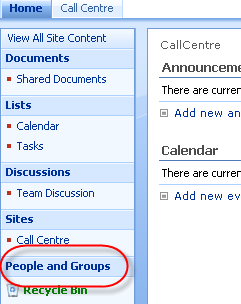 Home Call Centre
View All Site Content
Documents
Shared Documents
Lists
Calendar
Tasks
Discussions
Team Discussion
Sites
Call Centre
People and Groups
Recycle Bin
CallCentre
Announceme
There are curren
Add new an
Calendar
There are curren
Add new ev